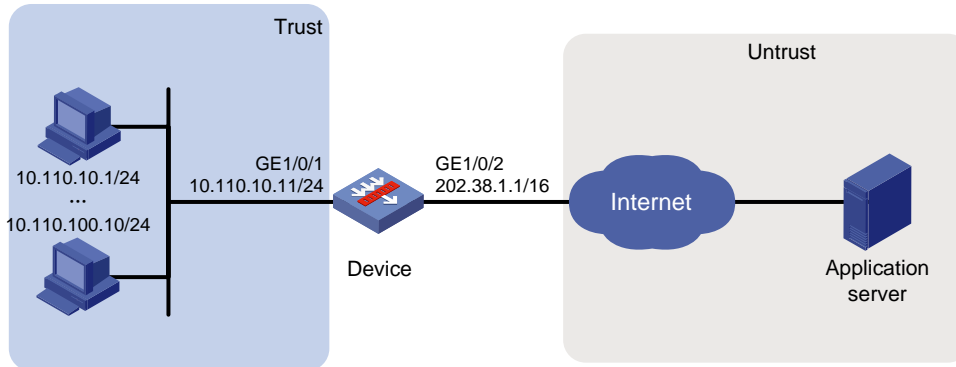 Trust
Untrust
GE1/0/1
10.110.10.11/24
GE1/0/2
202.38.1.1/16
10.110.10.1/24
...
10.110.100.10/24
Internet
Device
Application
server